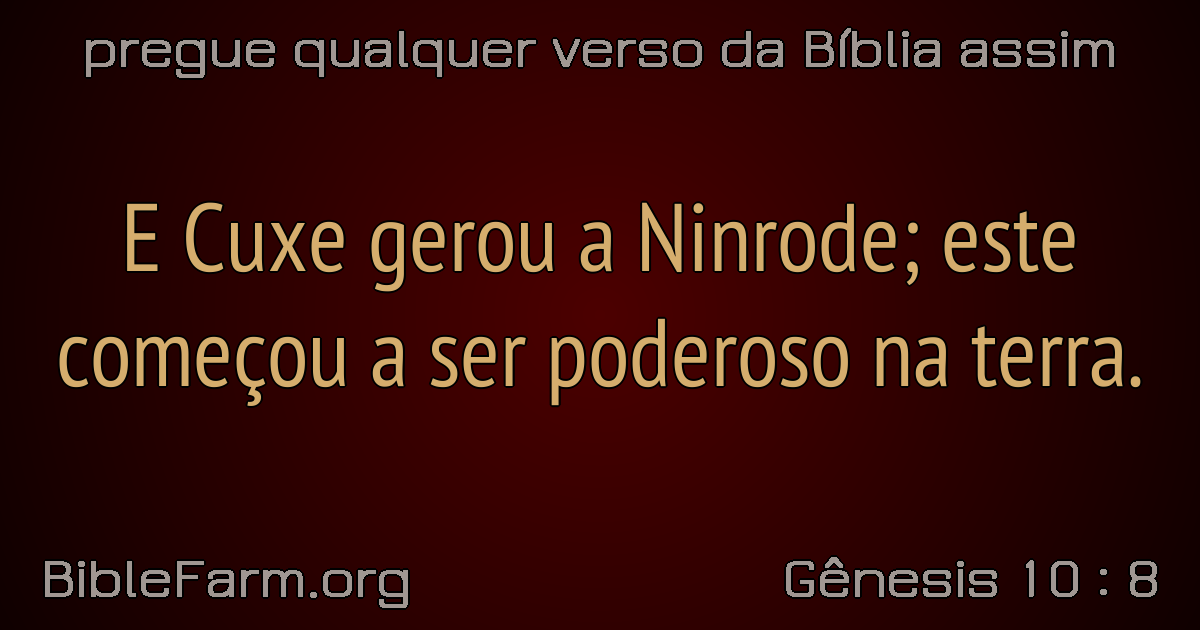 pregue qualquer verso da Bíblia assim
E Cuxe gerou a Ninrode; este
começou a ser poderoso na terra.
BibleFarm.org
Gênesis 10 : 8